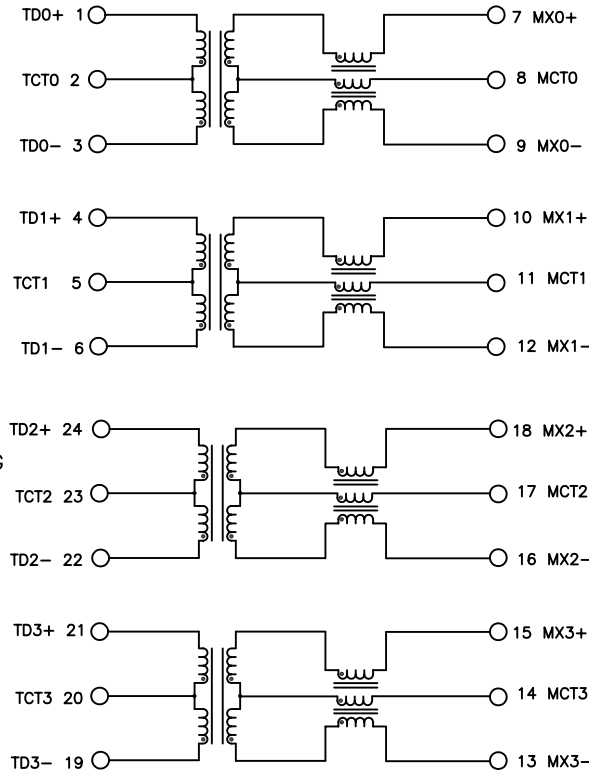 TD0+ 1 7 MX0+
TCT0 2 8 MCT0
TD0- 3 9 MX0-
TD1+ 4 10 MX1+
TCT1 5 11 MCT1
TD1- 6 12 MX1-
TD2+ 24 18 MX2+
TCT2 23 17 MCT2
TD2- 22 16 MX2-
TD3+ 21 15 MX3+
TCT3 20 14 MCT3
TD3- 19 13 MX3-